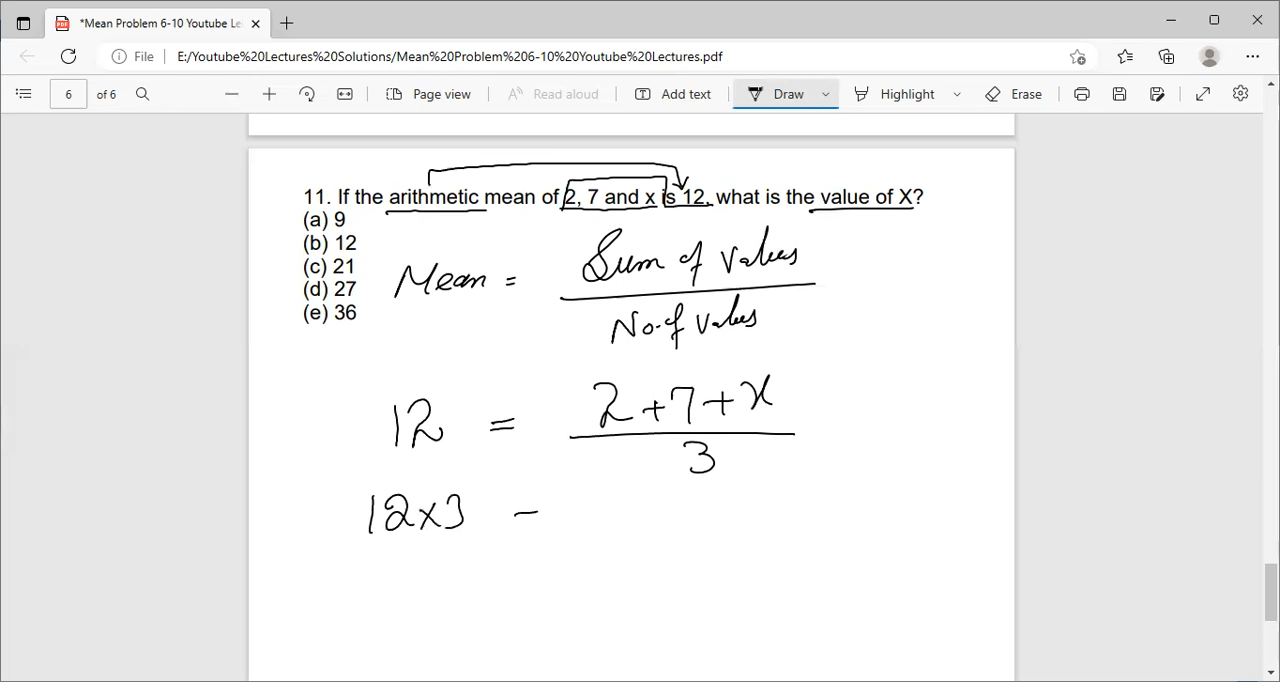 *Mean Problem 6-10 Youtube Le
File E:/Youtube%20Lectures%20Solutions/Mean%20Problem%206-10%20Youtube%20Lectures.pdf
6 of 6 Page view Read aloud Add text Draw Highlight Erase
11. If the arithmetic mean of 2, 7 and x is 12, what is the value of X?
(a) 9
(b) 12
(c) 21
(d) 27
(e) 36
Mean = Sum of values
No. of values
12 = 2 + 7 + x
3
12 × 3 –